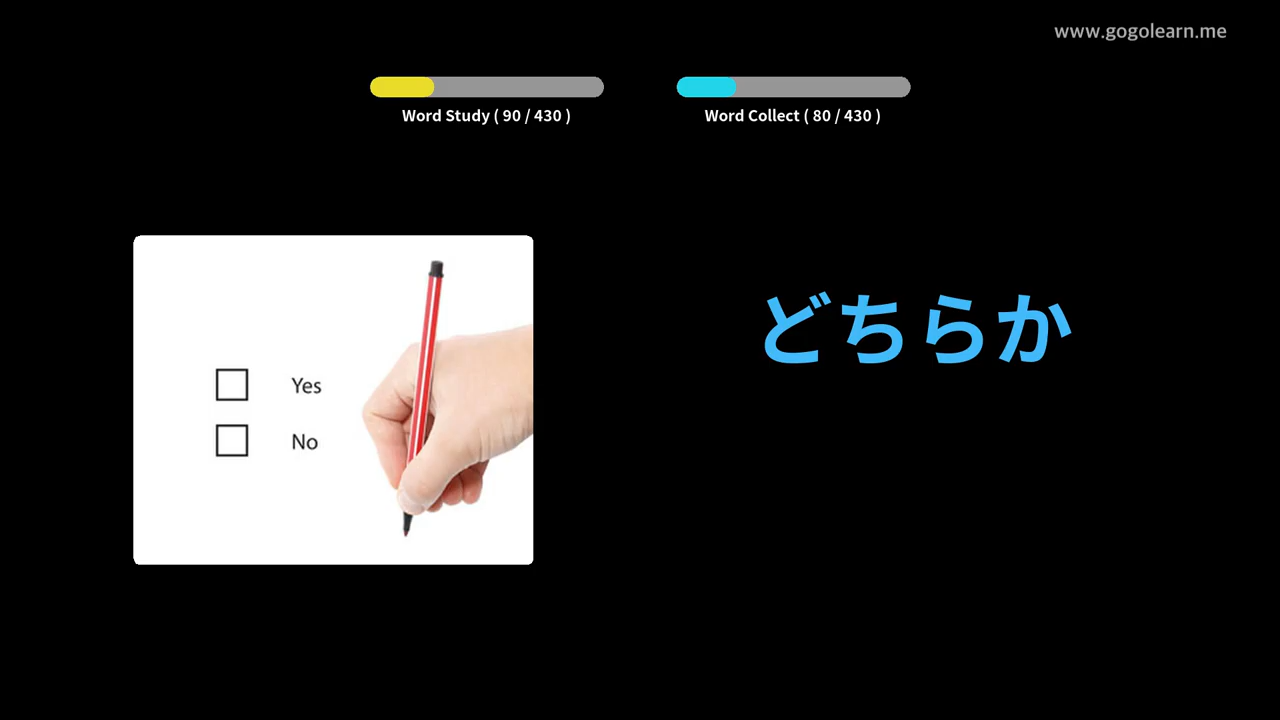 www.gogolearn.me
Word Study ( 90 / 430 )
Word Collect ( 80 / 430 )
どちらか
Yes
No